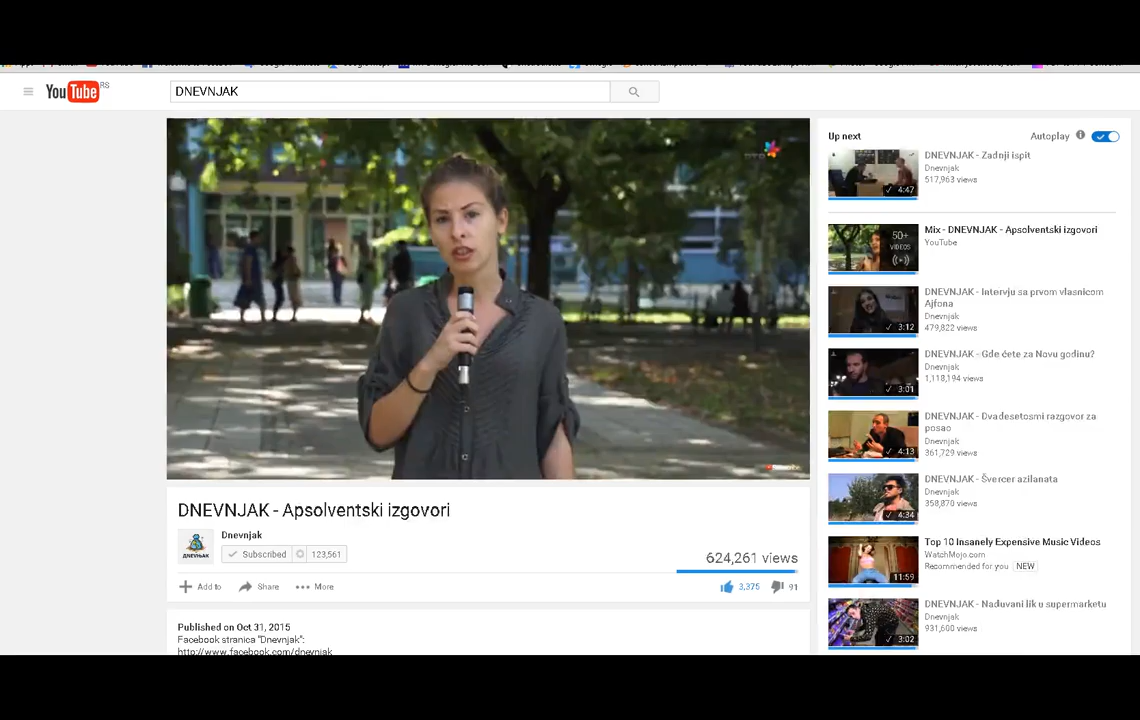 YouTube RS
DNEVNJAK
Up next
Autoplay
DNEVNJAK - Zadnji ispit
Dnevnjak
517,963 views
4:47
50+
VIDEOS
Mix - DNEVNJAK - Apsolventski izgovori
YouTube
DNEVNJAK - Intervju sa prvom vlasnicom
Ajfona
Dnevnjak
479,822 views
3:12
DNEVNJAK - Gde ćete za Novu godinu?
Dnevnjak
1,118,194 views
3:01
DNEVNJAK - Dvadesetosmi razgovor za
posao
Dnevnjak
361,729 views
4:13
DNEVNJAK - Švercer azilanata
Dnevnjak
358,870 views
4:34
Top 10 Insanely Expensive Music Videos
WatchMojo.com
Recommended for you NEW
11:59
DNEVNJAK - Naduvani lik u supermarketu
Dnevnjak
931,600 views
3:02
DNEVNJAK - Apsolventski izgovori
DNEVNJAK
Dnevnjak
Subscribed 123,561
624,261 views
Add to Share More
3,375 91
Published on Oct 31, 2015
Facebook stranica "Dnevnjak":
http://www.facebook.com/dnevnjak